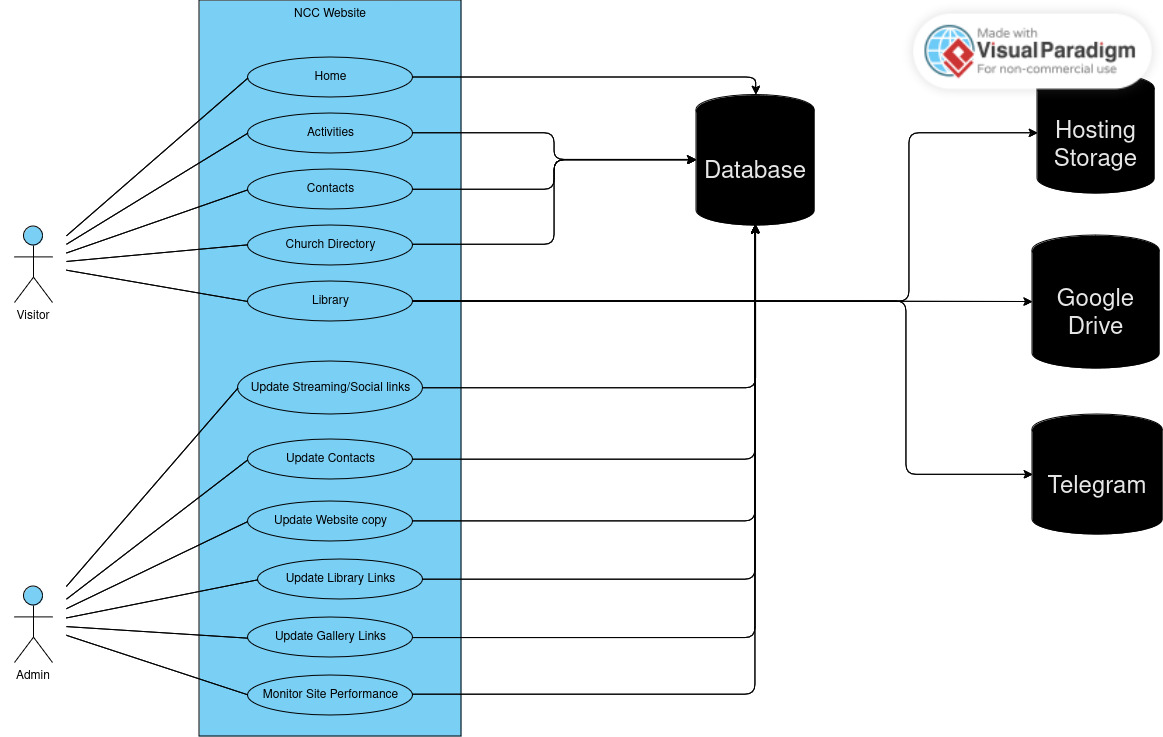 NCC Website
Made with
Visual Paradigm
For non-commercial use
Home
Activities
Contacts
Church Directory
Library
Visitor
Database
Hosting
Storage
Google
Drive
Telegram
Update Streaming/Social links
Update Contacts
Update Website copy
Update Library Links
Update Gallery Links
Monitor Site Performance
Admin